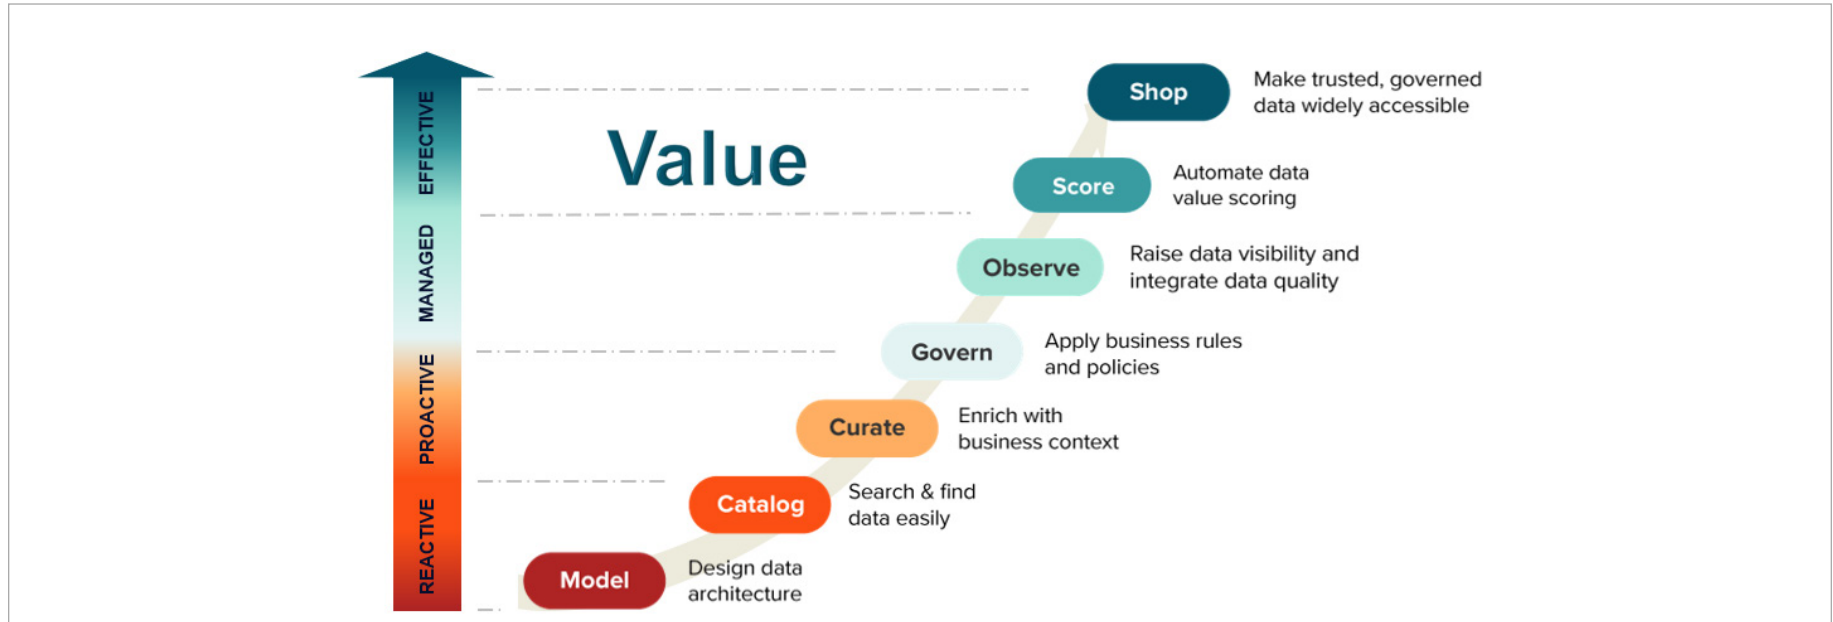 EFFECTIVE
MANAGED
PROACTIVE
REACTIVE
Value
Shop
Make trusted, governed
data widely accessible
Score
Automate data
value scoring
Observe
Raise data visibility and
integrate data quality
Govern
Apply business rules
and policies
Curate
Enrich with
business context
Catalog
Search & find
data easily
Model
Design data
architecture